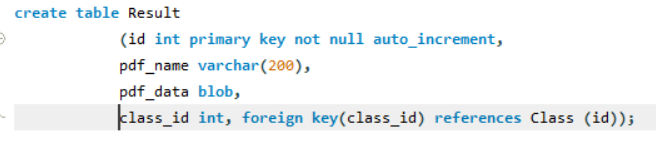 create table Result
(id int primary key not null auto_increment,
pdf_name varchar(200),
pdf_data blob,
class_id int, foreign key(class_id) references Class (id));